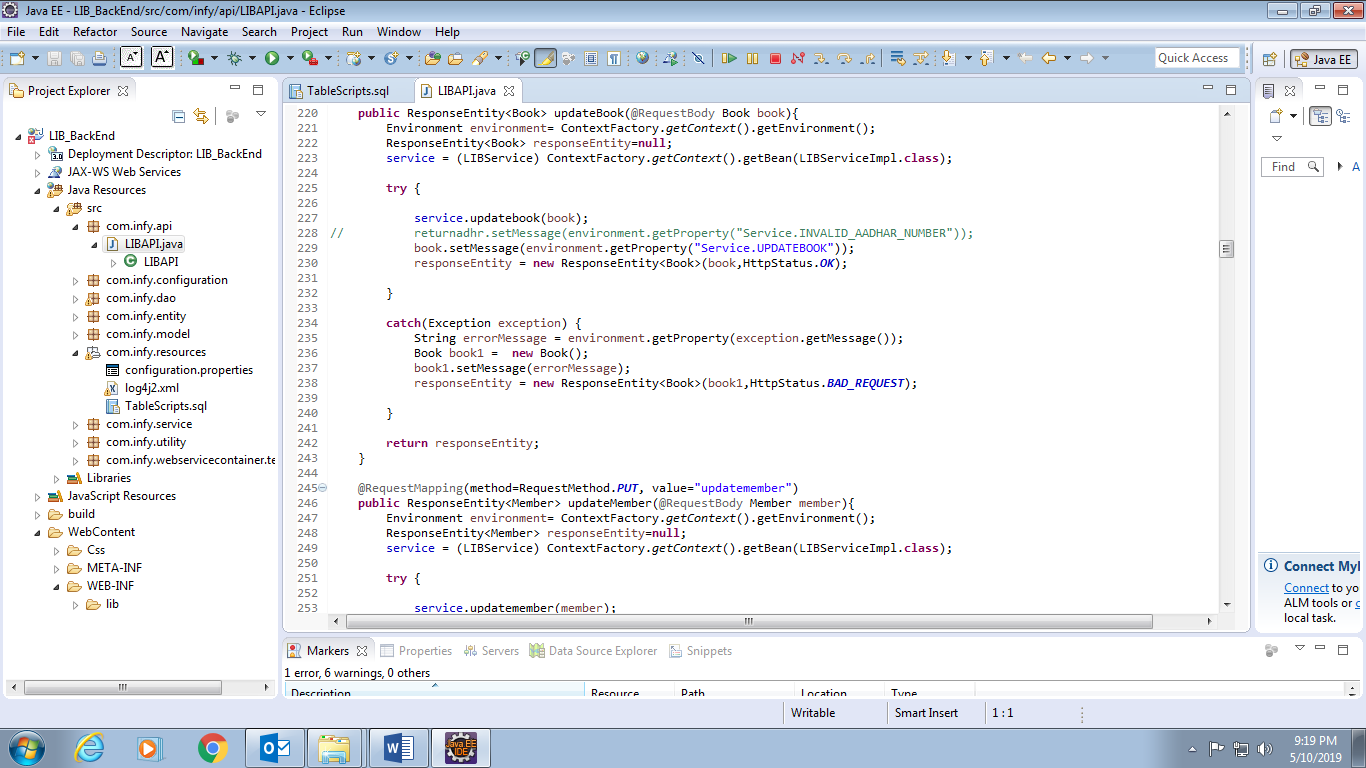 Java EE - LIB_BackEnd/src/com/infy/api/LIBAPI.java - Eclipse
File Edit Refactor Source Navigate Search Project Run Window Help
Quick Access
Java EE
Project Explorer
LIB_BackEnd
Deployment Descriptor: LIB_BackEnd
JAX-WS Web Services
Java Resources
src
com.infy.api
LIBAPI.java
LIBAPI
com.infy.configuration
com.infy.dao
com.infy.entity
com.infy.model
com.infy.resources
configuration.properties
log4j2.xml
TableScripts.sql
com.infy.service
com.infy.utility
com.infy.webservicecontainer.te
Libraries
JavaScript Resources
build
WebContent
Css
META-INF
WEB-INF
lib
TableScripts.sql LIBAPI.java
220 public ResponseEntity<Book> updateBook(@RequestBody Book book){
221 Environment environment= ContextFactory.getContext().getEnvironment();
222 ResponseEntity<Book> responseEntity=null;
223 service = (LIBService) ContextFactory.getContext().getBean(LIBServiceImpl.class);
224
225 try {
226
227 service.updatebook(book);
228 // returnadhr.setMessage(environment.getProperty("Service.INVALID_AADHAR_NUMBER"));
229 book.setMessage(environment.getProperty("Service.UPDATEBOOK"));
230 responseEntity = new ResponseEntity<Book>(book,HttpStatus.OK);
231
232 }
233
234 catch(Exception exception) {
235 String errorMessage = environment.getProperty(exception.getMessage());
236 Book book1 = new Book();
237 book1.setMessage(errorMessage);
238 responseEntity = new ResponseEntity<Book>(book1,HttpStatus.BAD_REQUEST);
239
240 }
241
242 return responseEntity;
243 }
244
245 @RequestMapping(method=RequestMethod.PUT, value="updatemember")
246 public ResponseEntity<Member> updateMember(@RequestBody Member member){
247 Environment environment= ContextFactory.getContext().getEnvironment();
248 ResponseEntity<Member> responseEntity=null;
249 service = (LIBService) ContextFactory.getContext().getBean(LIBServiceImpl.class);
250
251 try {
252
253 service.updatemember(member);
Find A
Connect Myl
Connect to yo
ALM tools or c
local task.
Markers Properties Servers Data Source Explorer Snippets
1 error, 6 warnings, 0 others
Description Resource Path Location Type
Writable Smart Insert 1 : 1
Java EE
IDE
9:19 PM
5/10/2019